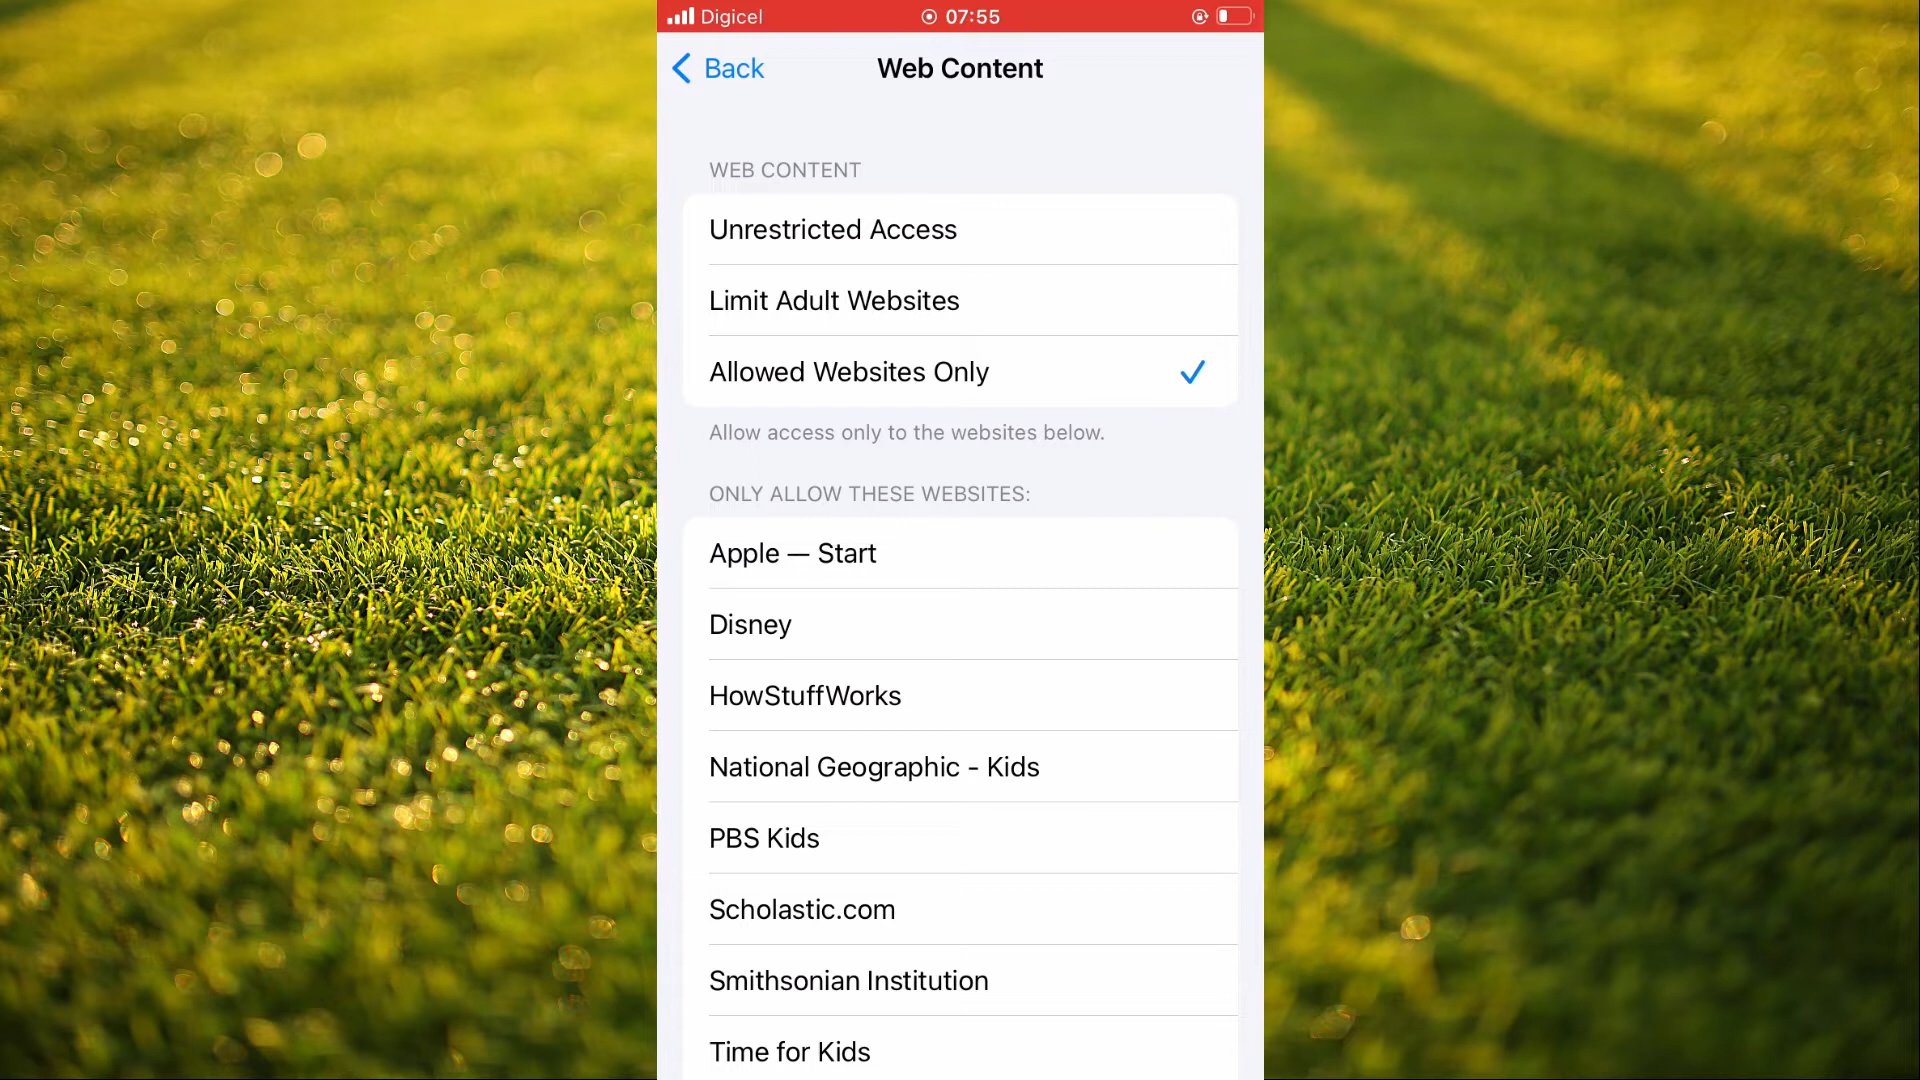 Digicel 07:55
Back Web Content
WEB CONTENT
Unrestricted Access
Limit Adult Websites
Allowed Websites Only
Allow access only to the websites below.
ONLY ALLOW THESE WEBSITES:
Apple — Start
Disney
HowStuffWorks
National Geographic - Kids
PBS Kids
Scholastic.com
Smithsonian Institution
Time for Kids